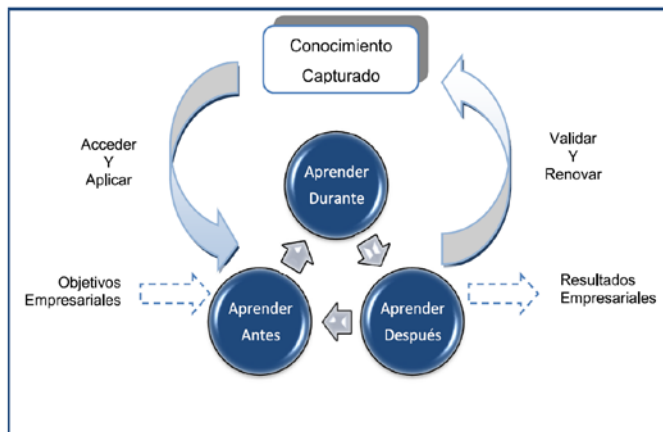 Conocimiento
Capturado
Acceder
Y
Aplicar
Validar
Y
Renovar
Aprender
Durante
Objetivos
Empresariales
Aprender
Antes
Aprender
Después
Resultados
Empresariales